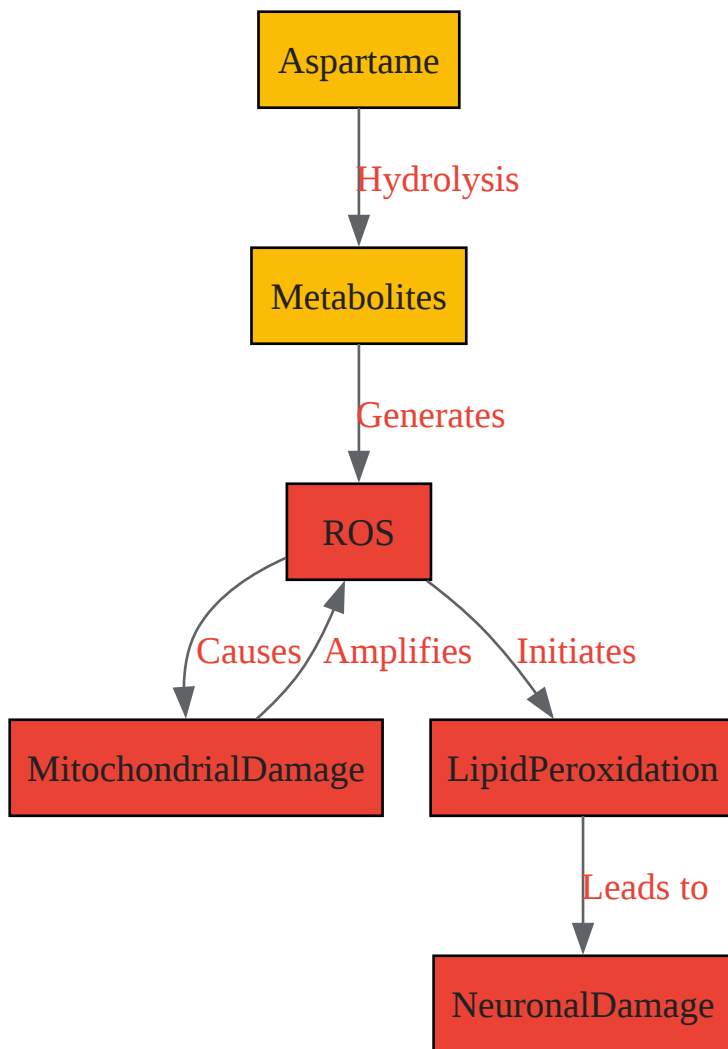 Aspartame
Hydrolysis
Metabolites
Generates
ROS
Causes
Amplifies
Initiates
MitochondrialDamage
LipidPeroxidation
Leads to
NeuronalDamage